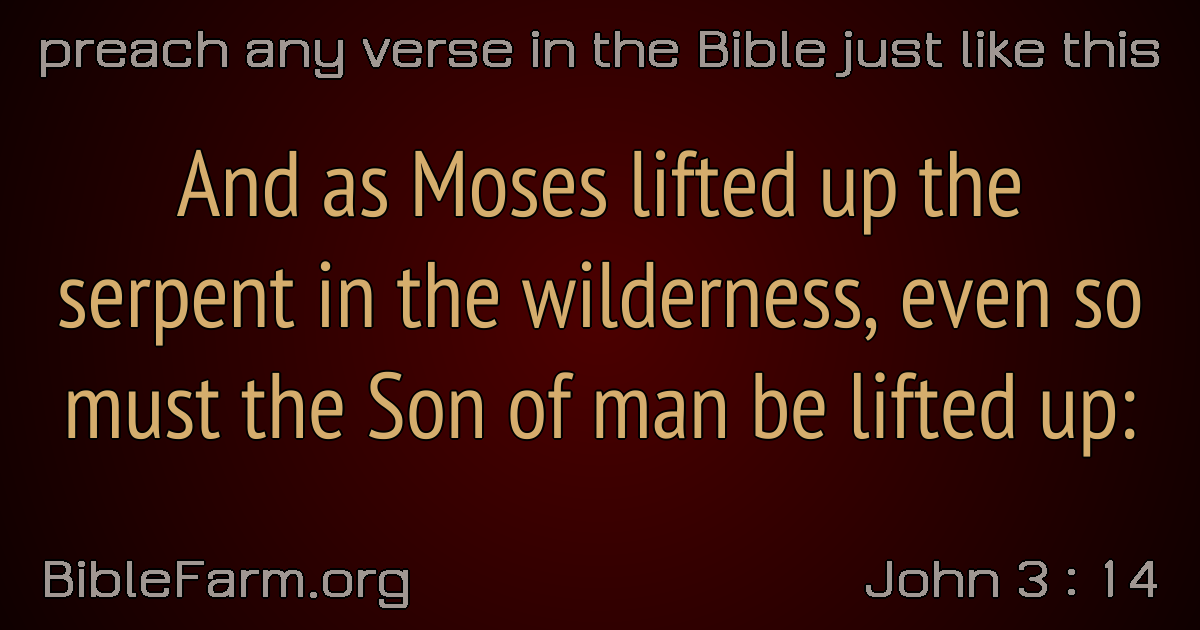 preach any verse in the Bible just like this
And as Moses lifted up the
serpent in the wilderness, even so
must the Son of man be lifted up:
BibleFarm.org
John 3 : 14